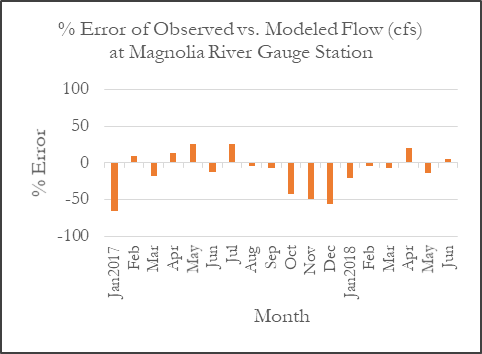 % Error of Observed vs. Modeled Flow (cfs)
at Magnolia River Gauge Station
100
50
0
-50
-100
% Error
Jan2017
Feb
Mar
Apr
May
Jun
Jul
Aug
Sep
Oct
Nov
Dec
Jan2018
Feb
Mar
Apr
May
Jun
Month